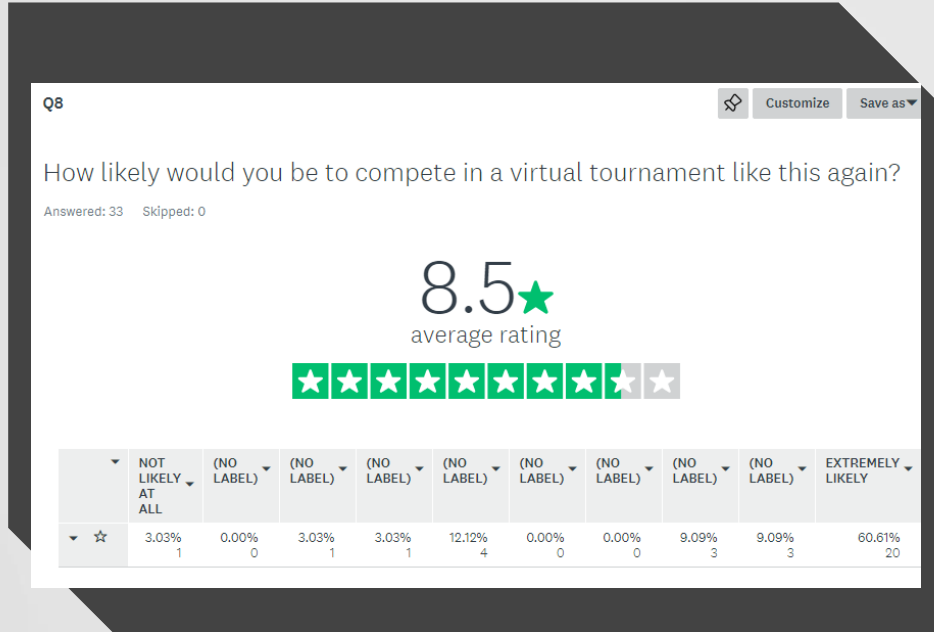 Q8
Customize
Save as
How likely would you be to compete in a virtual tournament like this again?
Answered: 33 Skipped: 0
8.5
average rating
NOT LIKELY AT ALL (NO LABEL) (NO LABEL) (NO LABEL) (NO LABEL) (NO LABEL) (NO LABEL) (NO LABEL) (NO LABEL) EXTREMELY LIKELY
3.03% 0.00% 3.03% 3.03% 12.12% 0.00% 0.00% 9.09% 9.09% 60.61%
1 0 1 1 4 0 0 3 3 20